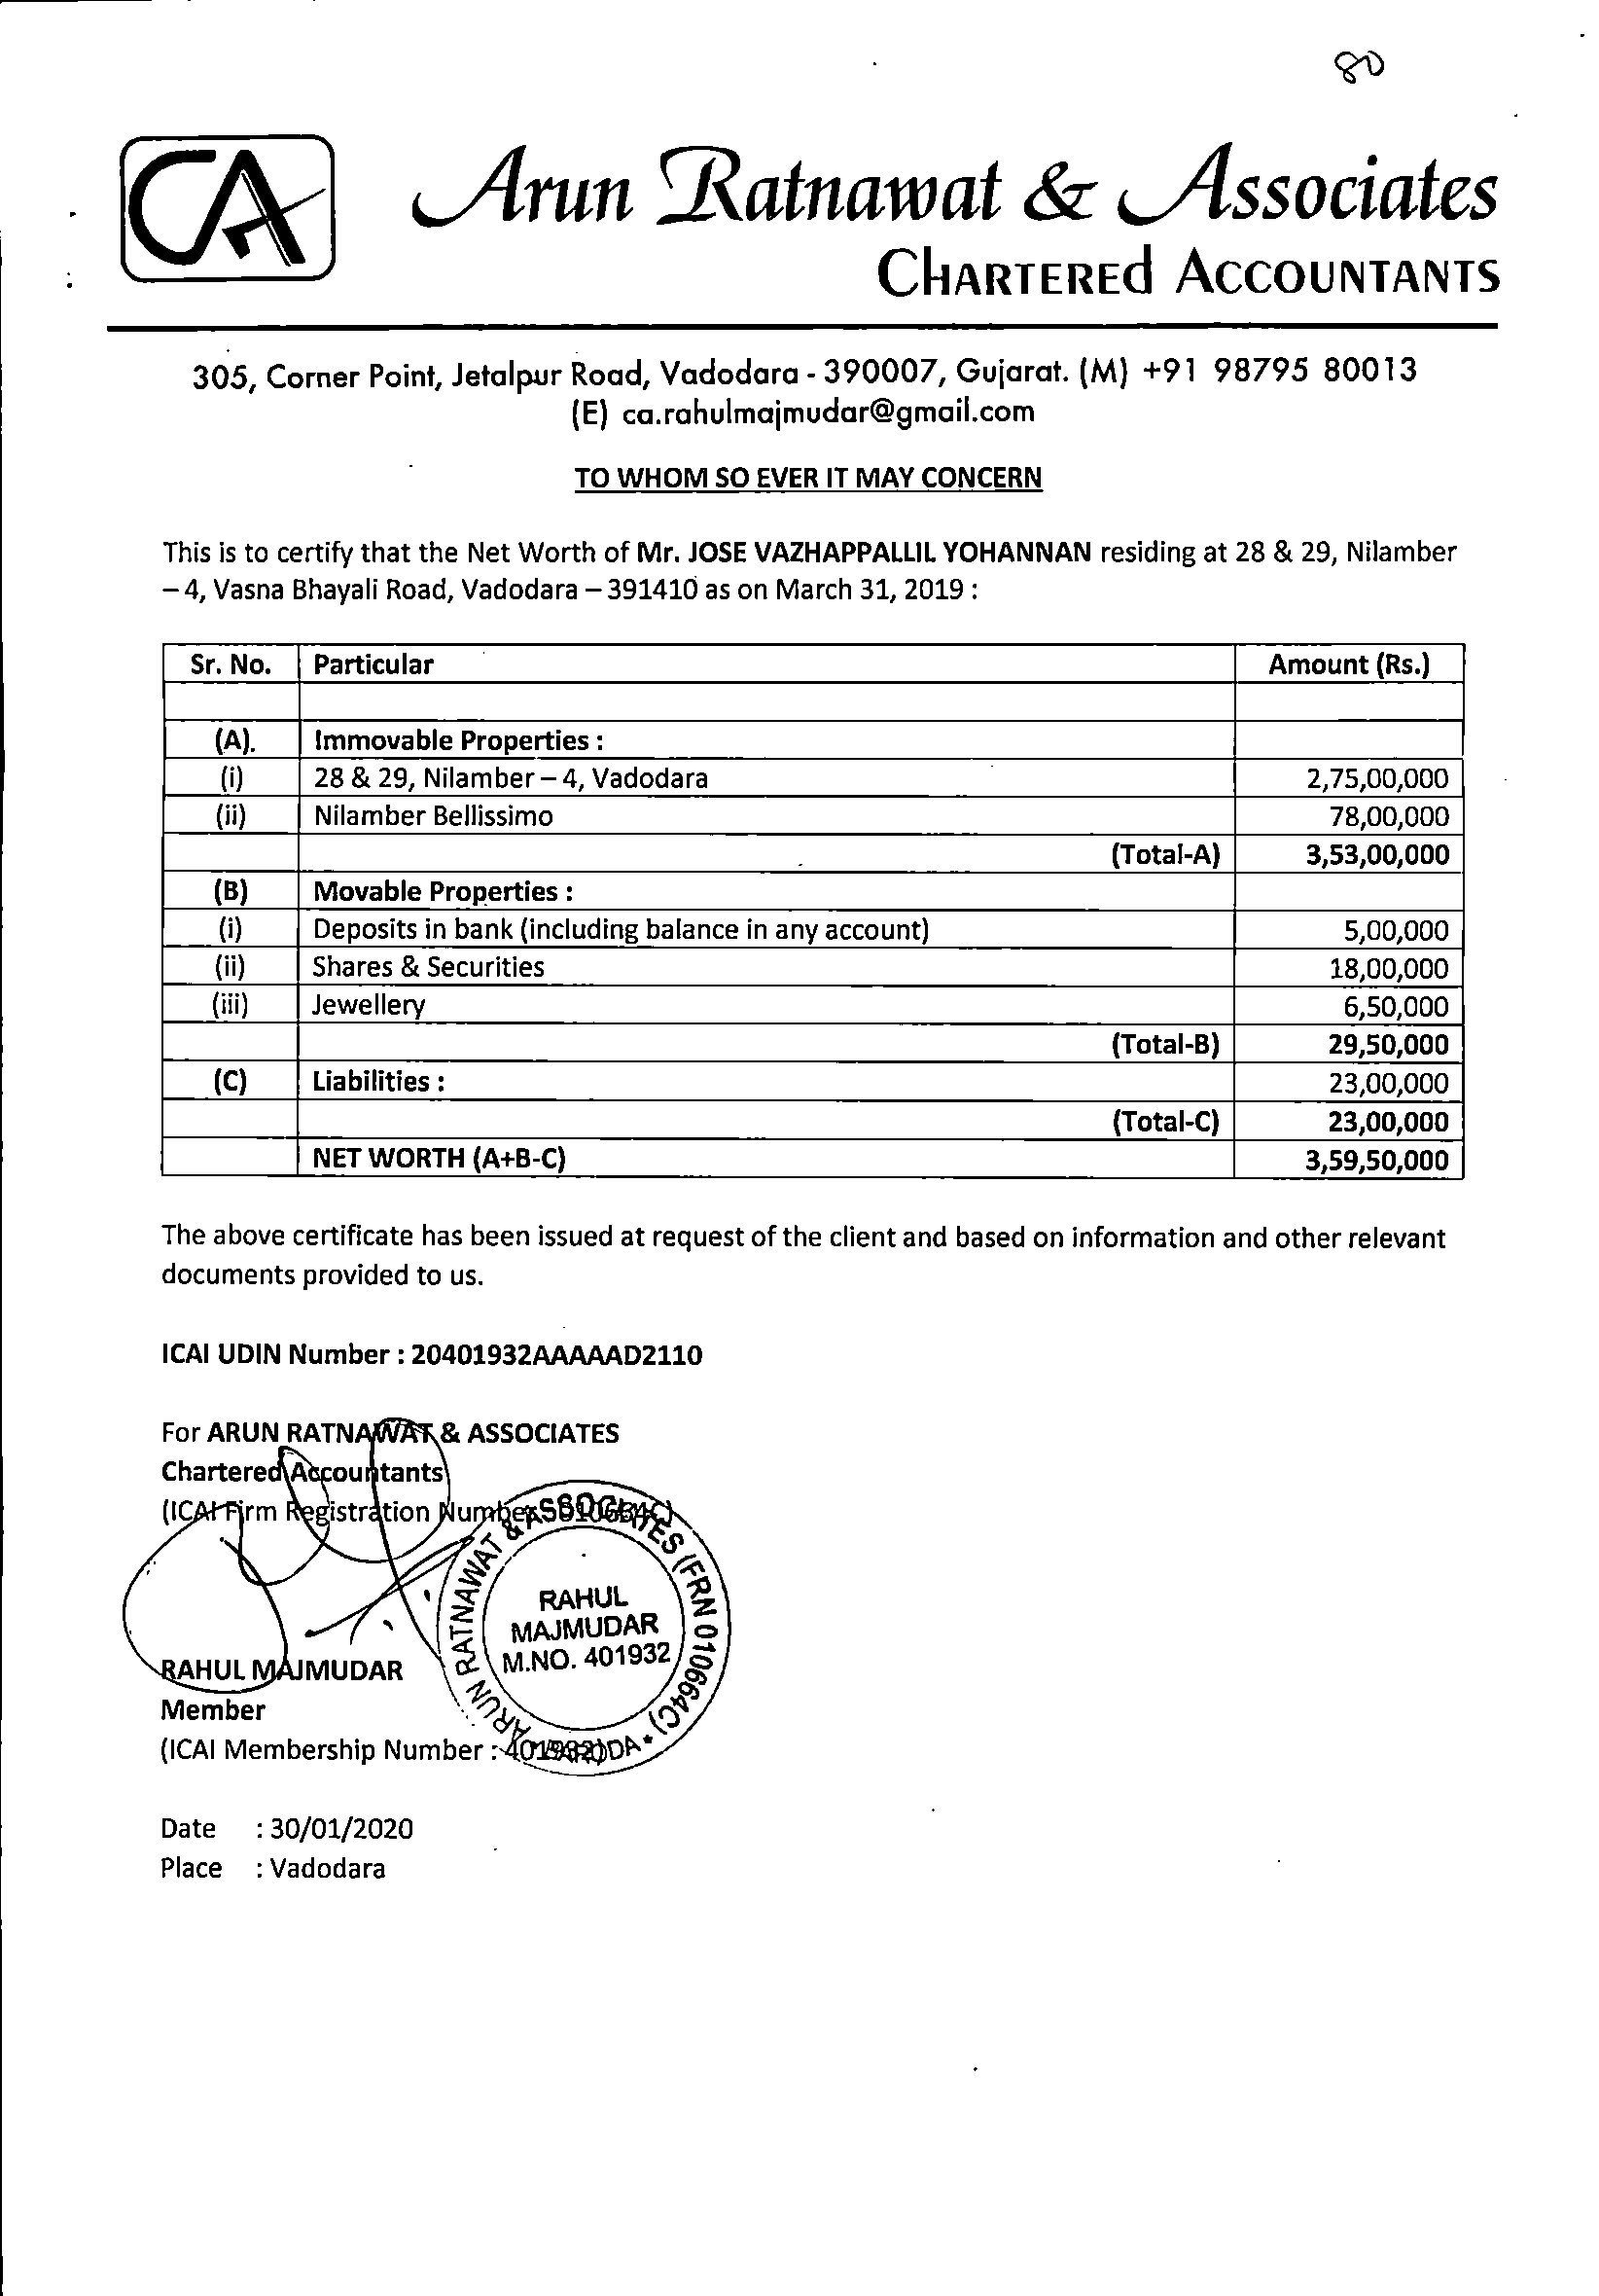 80
CA
Arun Ratnawat & Associates
CHARTEREd ACCOUNTANTS
305, Corner Point, Jetalpur Road, Vadodara - 390007, Gujarat. (M) +91 98795 80013
(E) ca.rahulmajmudar@gmail.com
TO WHOM SO EVER IT MAY CONCERN
This is to certify that the Net Worth of Mr. JOSE VAZHAPPALLIL YOHANNAN residing at 28 & 29, Nilamber
– 4, Vasna Bhayali Road, Vadodara – 391410 as on March 31, 2019 :
Sr. No. Particular Amount (Rs.)
(A). Immovable Properties :
(i) 28 & 29, Nilamber – 4, Vadodara 2,75,00,000
(ii) Nilamber Bellissimo 78,00,000
(Total-A) 3,53,00,000
(B) Movable Properties :
(i) Deposits in bank (including balance in any account) 5,00,000
(ii) Shares & Securities 18,00,000
(iii) Jewellery 6,50,000
(Total-B) 29,50,000
(C) Liabilities : 23,00,000
(Total-C) 23,00,000
NET WORTH (A+B-C) 3,59,50,000
The above certificate has been issued at request of the client and based on information and other relevant
documents provided to us.
ICAI UDIN Number : 20401932AAAAAD2110
For ARUN RATNAWAT & ASSOCIATES
Chartered Accountants
(ICAI Firm Registration Number : 010664C)
ARUN RATNAWAT & ASSOCIATES (FRN 010664C)
RAHUL
MAJMUDAR
M.NO. 401932
RAHUL MAJMUDAR
Member
(ICAI Membership Number : 401932)
Date : 30/01/2020
Place : Vadodara